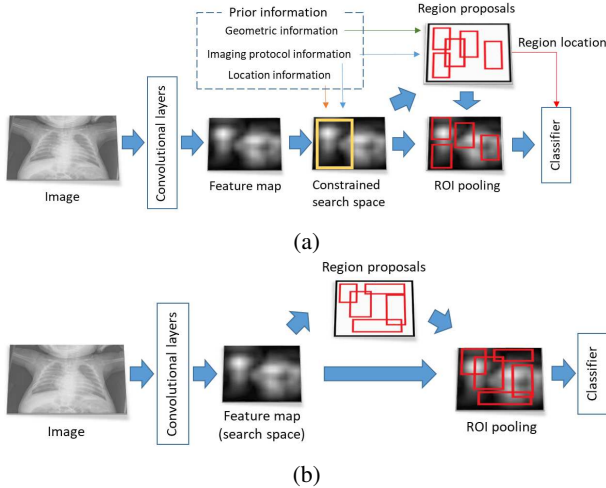 Prior information
Geometric information
Imaging protocol information
Location information
Region proposals
Region location
Convolutional layers
Classifier
Image
Feature map
Constrained
search space
ROI pooling
(a)
Region proposals
Convolutional layers
Classifier
Image
Feature map
(search space)
ROI pooling
(b)